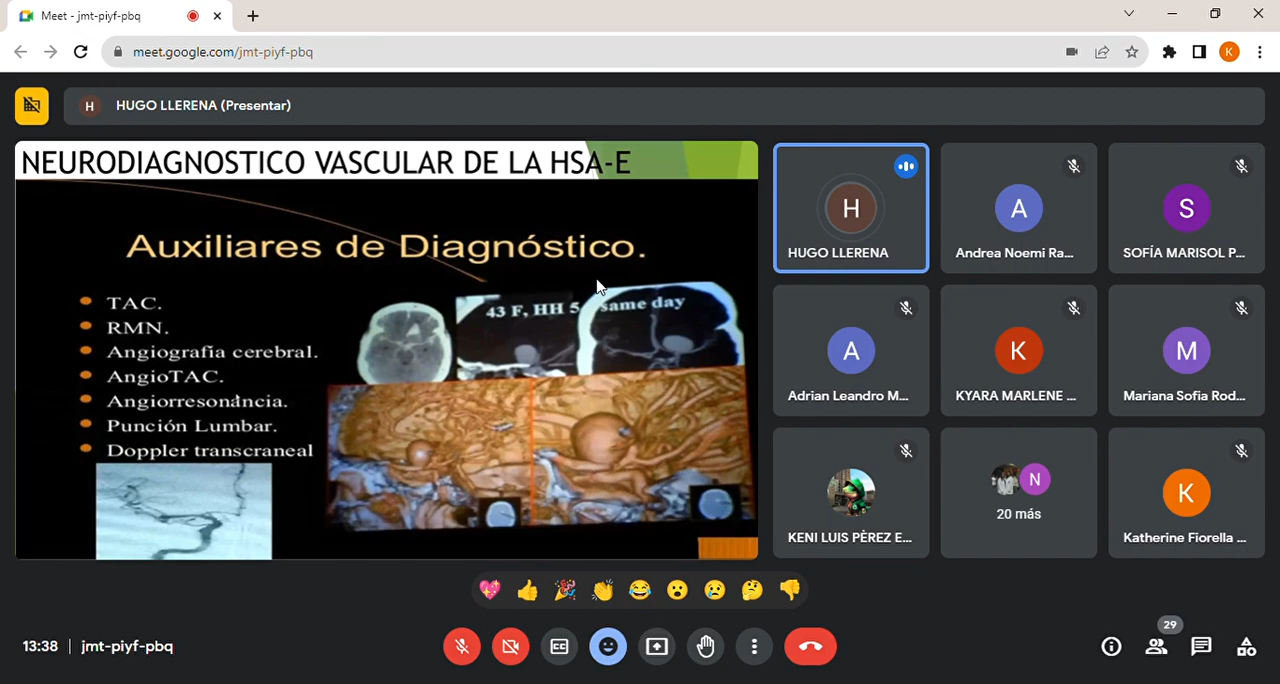 Meet - jmt-piyf-pbq
meet.google.com/jmt-piyf-pbq
K
H
HUGO LLERENA (Presentar)
NEURODIAGNOSTICO VASCULAR DE LA HSA-E
Auxiliares de Diagnóstico.
TAC.
RMN.
Angiografía cerebral.
AngioTAC.
Angiorresonancia.
Punción Lumbar.
Doppler transcraneal
43 F, HH 5, same day
H
HUGO LLERENA
A
Andrea Noemi Ra...
S
SOFÍA MARISOL P...
A
Adrian Leandro M...
K
KYARA MARLENE ...
M
Mariana Sofia Rod...
KENI LUIS PÈREZ E...
N
20 más
K
Katherine Fiorella ...
13:38
jmt-piyf-pbq
29